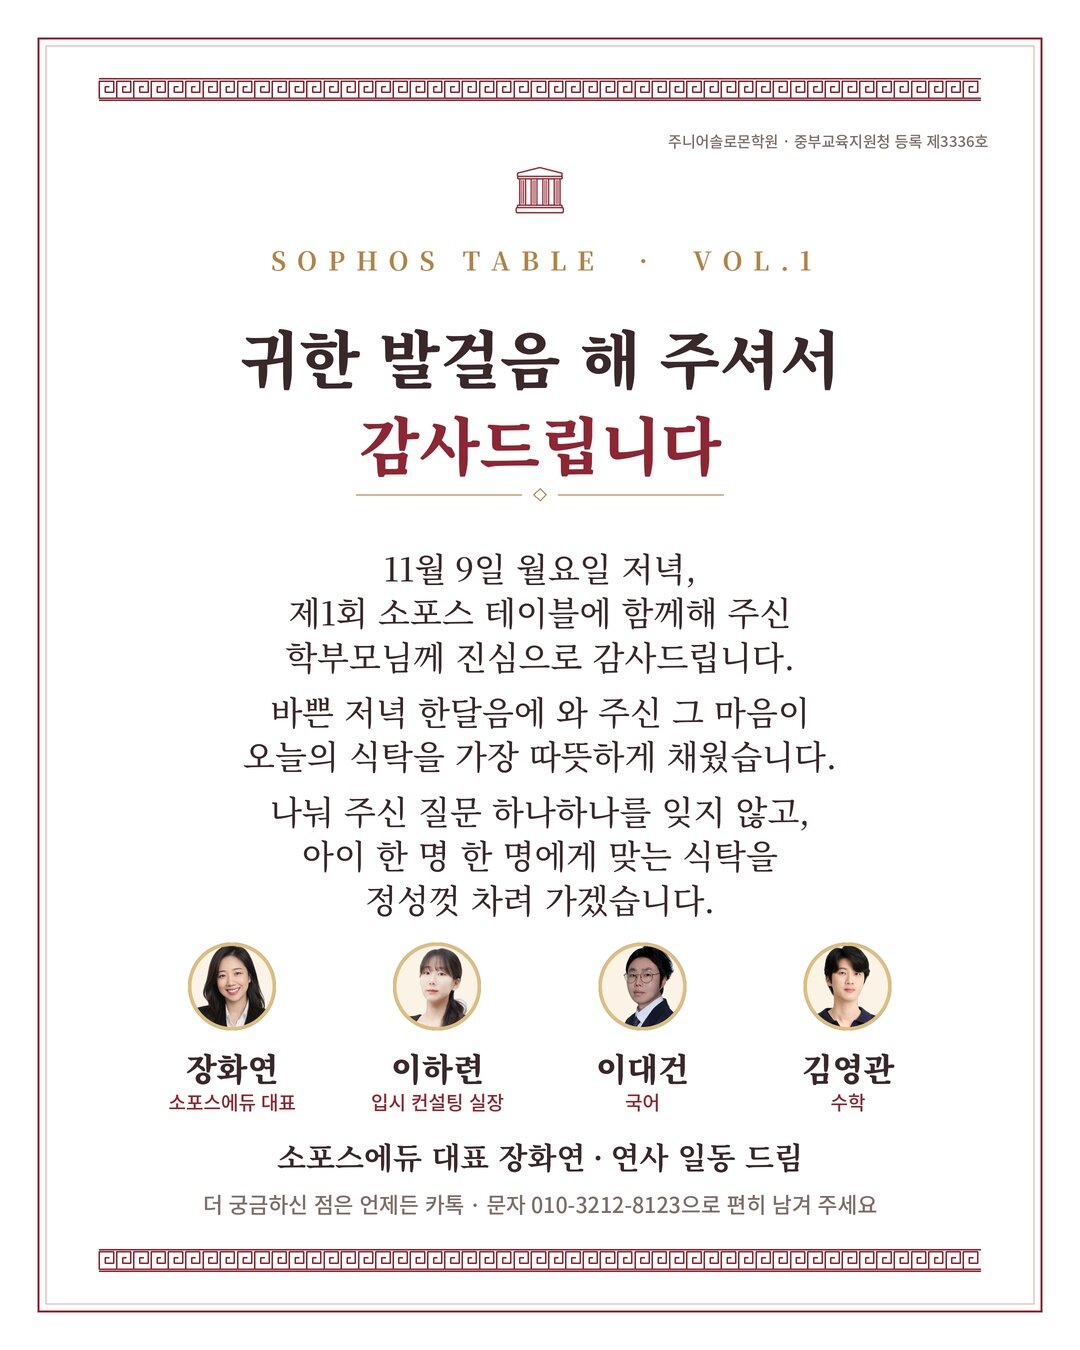 주니어솔로몬학원 · 중부교육지원청 등록 제3336호
SOPHOS TABLE · VOL.1
귀한 발걸음 해 주셔서
감사드립니다
11월 9일 월요일 저녁,
제1회 소포스 테이블에 함께해 주신
학부모님께 진심으로 감사드립니다.
바쁜 저녁 한달음에 와 주신 그 마음이
오늘의 식탁을 가장 따뜻하게 채웠습니다.
나눠 주신 질문 하나하나를 잊지 않고,
아이 한 명 한 명에게 맞는 식탁을
정성껏 차려 가겠습니다.
장화연 이하련 이대건 김영관
소포스에듀 대표 입시 컨설팅 실장 국어 수학
소포스에듀 대표 장화연 · 연사 일동 드림
더 궁금하신 점은 언제든 카톡 · 문자 010-3212-8123으로 편히 남겨 주세요